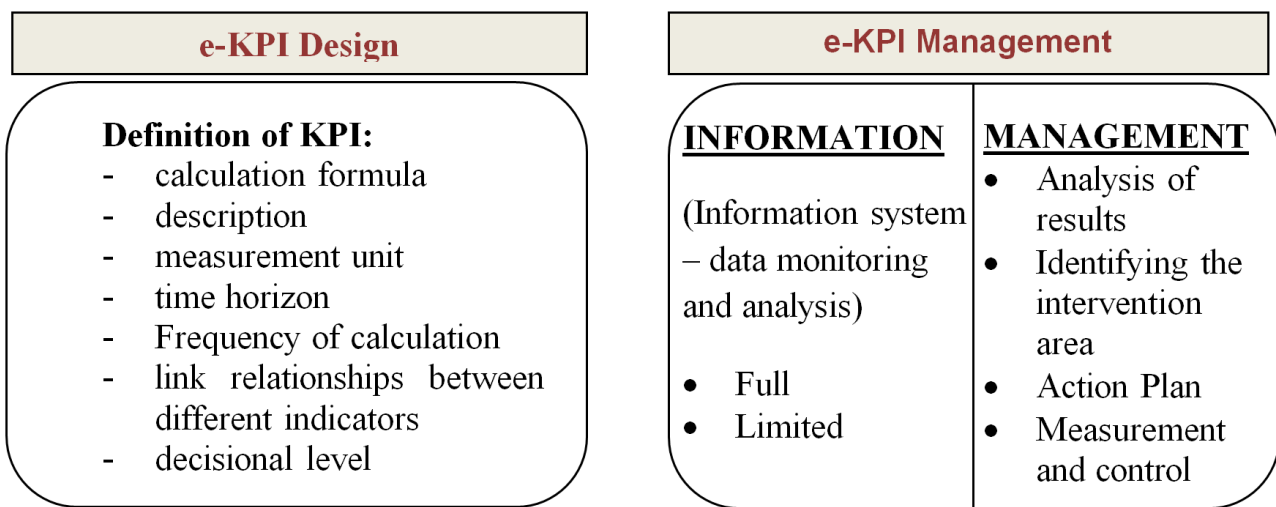 e-KPI Design
Definition of KPI:
- calculation formula
- description
- measurement unit
- time horizon
- Frequency of calculation
- link relationships between
different indicators
- decisional level
e-KPI Management
INFORMATION
(Information system
– data monitoring
and analysis)
• Full
• Limited
MANAGEMENT
• Analysis of
results
• Identifying the
intervention
area
• Action Plan
• Measurement
and control